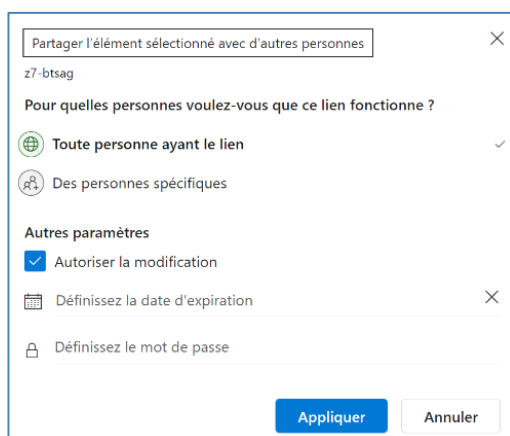 Partager l'élément sélectionné avec d'autres personnes
z7-btsag
Pour quelles personnes voulez-vous que ce lien fonctionne ?
Toute personne ayant le lien
Des personnes spécifiques
Autres paramètres
Autoriser la modification
Définissez la date d'expiration
Définissez le mot de passe
Appliquer Annuler